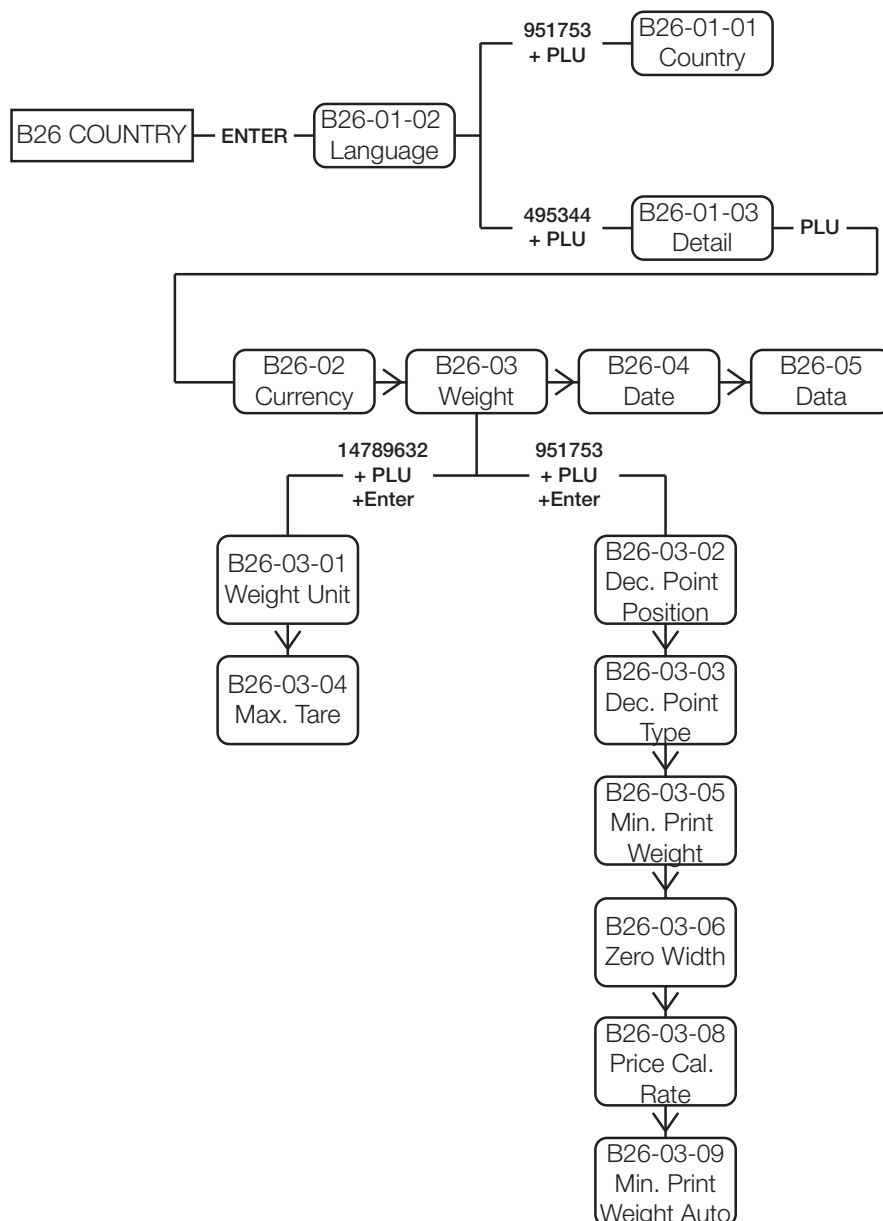 951753
+ PLU
B26-01-01
Country
B26 COUNTRY
ENTER
B26-01-02
Language
495344
+ PLU
B26-01-03
Detail
PLU
B26-02
Currency
B26-03
Weight
B26-04
Date
B26-05
Data
14789632
+ PLU
+Enter
951753
+ PLU
+Enter
B26-03-01
Weight Unit
B26-03-04
Max. Tare
B26-03-02
Dec. Point
Position
B26-03-03
Dec. Point
Type
B26-03-05
Min. Print
Weight
B26-03-06
Zero Width
B26-03-08
Price Cal.
Rate
B26-03-09
Min. Print
Weight Auto